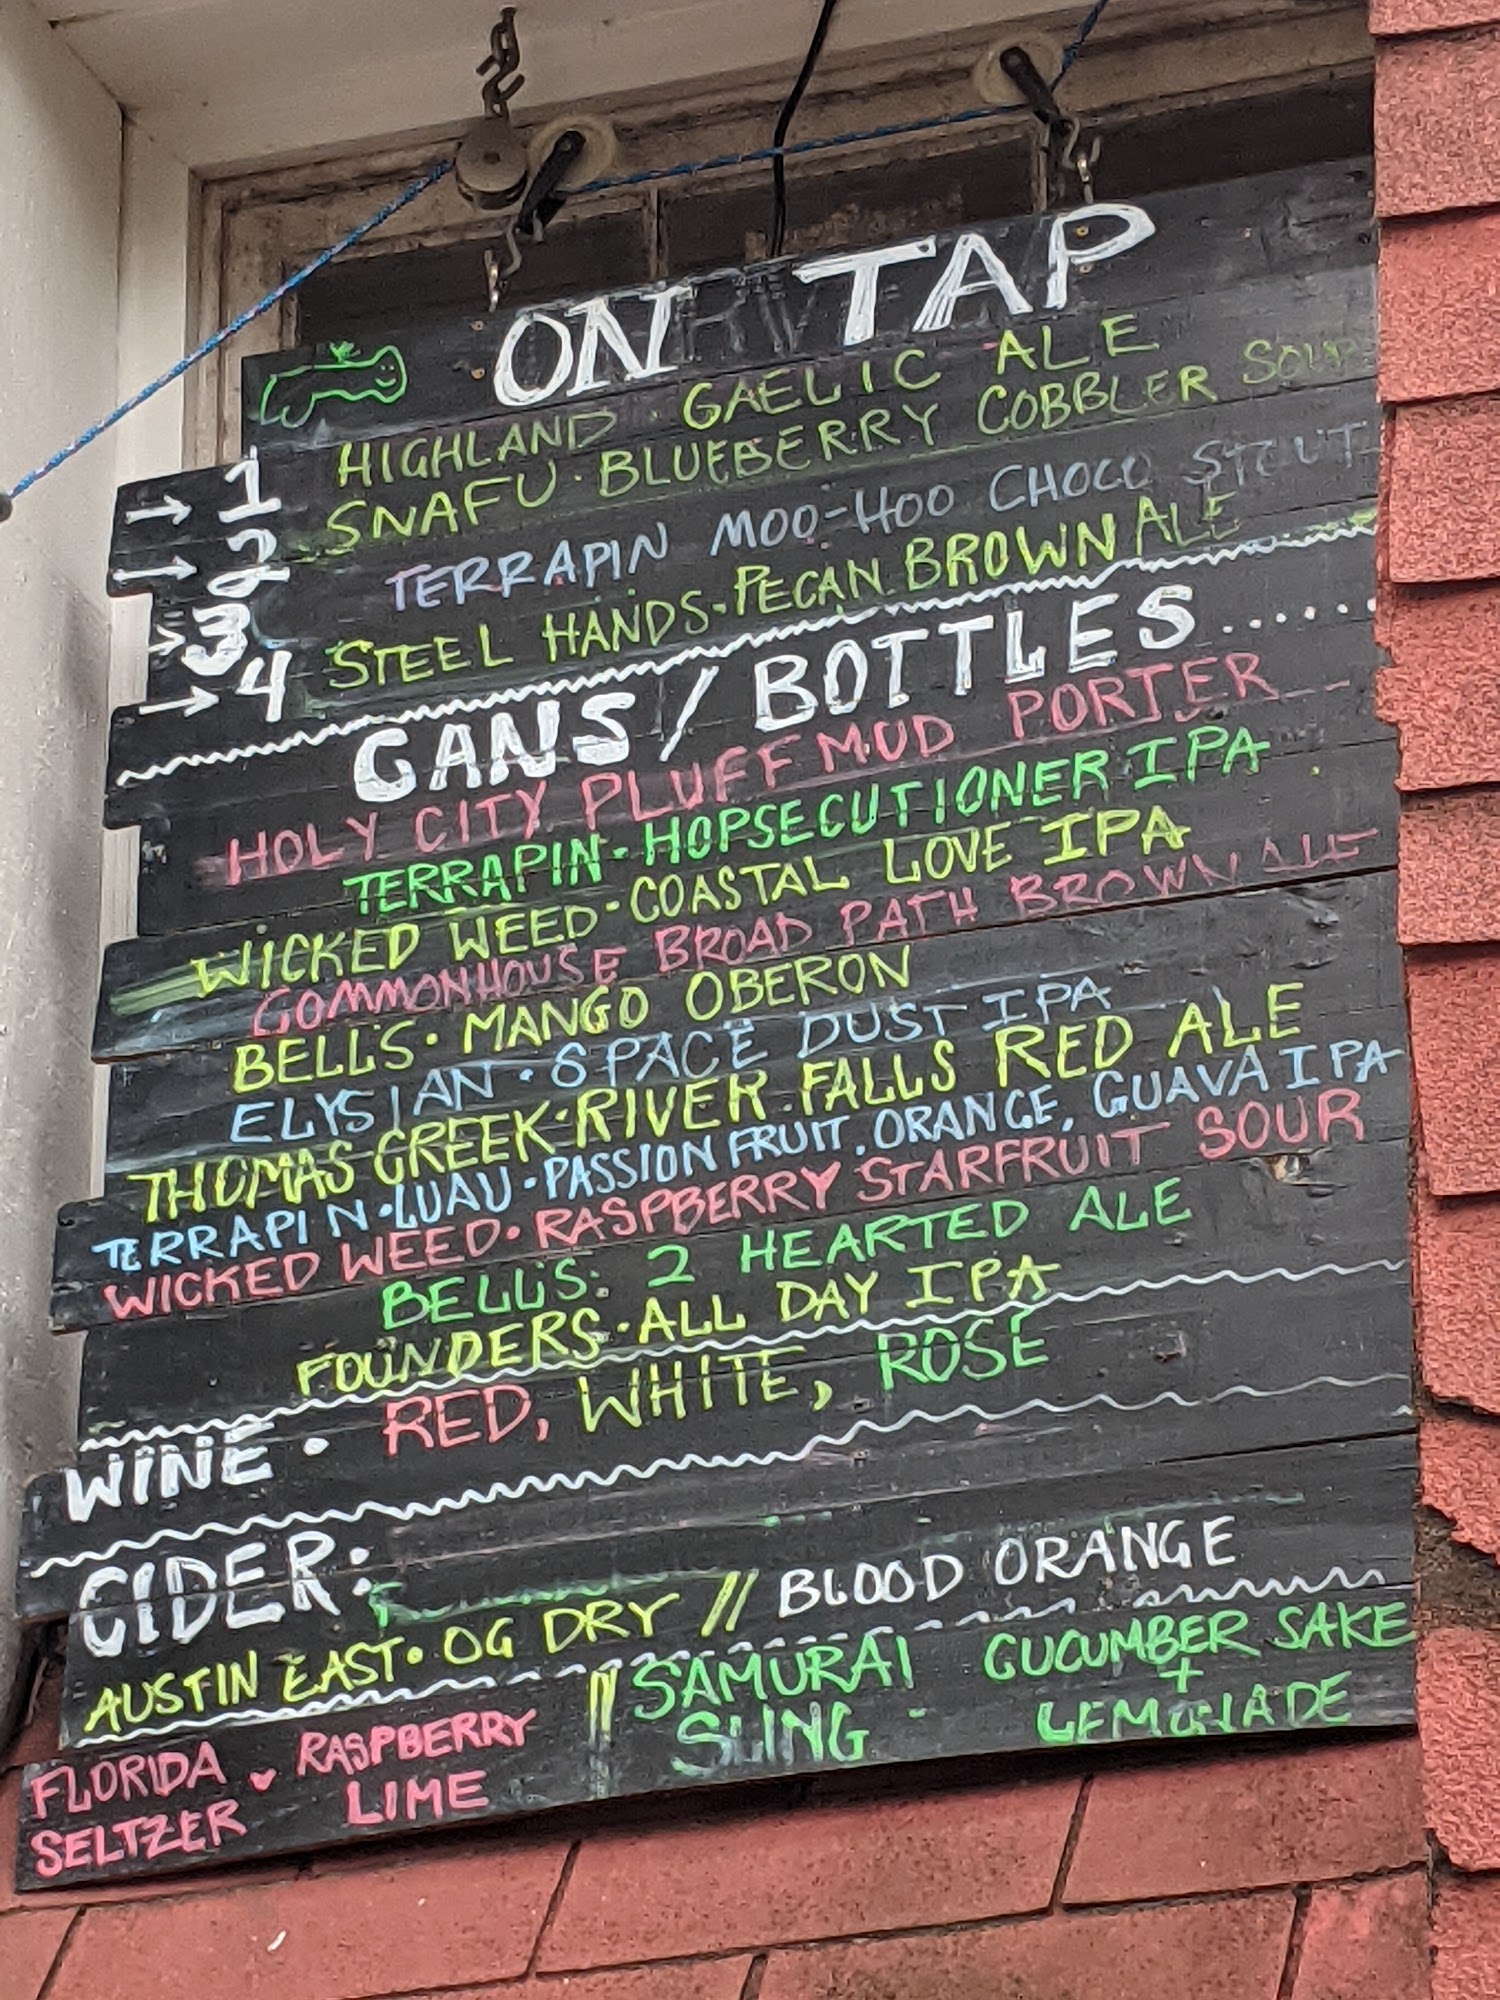 ON TAP
→ 1 HIGHLAND · GAELIC ALE
→ 2 SNAFU · BLUEBERRY COBBLER SOUR
→ 3 TERRAPIN MOO-HOO CHOCO STOUT
→ 4 STEEL HANDS · PECAN BROWN ALE
CANS / BOTTLES.....
HOLY CITY PLUFF MUD PORTER
TERRAPIN · HOPSECUTIONER IPA
WICKED WEED · COASTAL LOVE IPA
COMMONHOUSE BROAD PATH BROWN ALE
BELL'S · MANGO OBERON
ELYSIAN · SPACE DUST IPA
THOMAS CREEK · RIVER FALLS RED ALE
TERRAPIN · LUAU · PASSION FRUIT, ORANGE, GUAVA IPA
WICKED WEED · RASPBERRY STARFRUIT SOUR
BELL'S: 2 HEARTED ALE
FOUNDERS · ALL DAY IPA
WINE · RED, WHITE, ROSÉ
CIDER:
AUSTIN EAST · OG DRY // BLOOD ORANGE
FLORIDA RASPBERRY || SAMURAI CUCUMBER SAKE
SELTZER LIME SLING - + LEMONADE